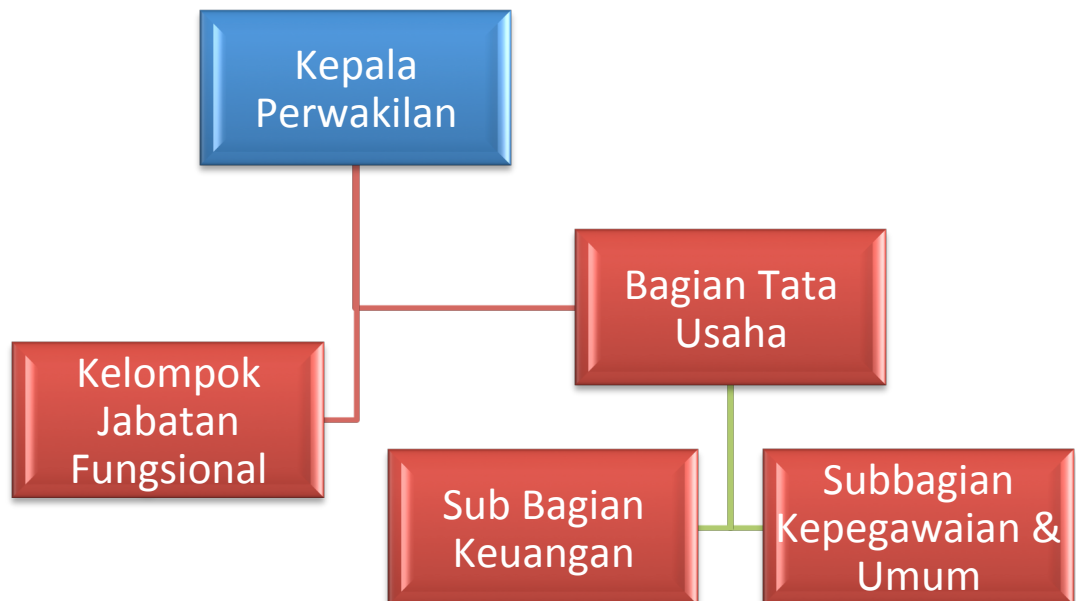 Kepala
Perwakilan
Bagian Tata
Usaha
Kelompok
Jabatan
Fungsional
Sub Bagian
Keuangan
Subbagian
Kepegawaian &
Umum